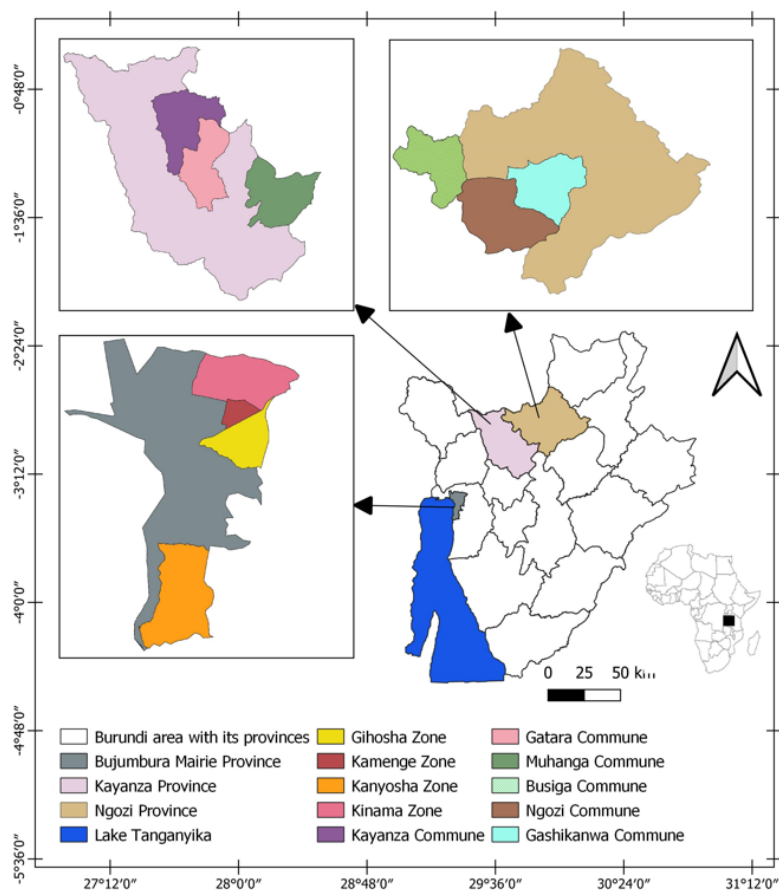 -0°48'0"
-1°36'0"
-2°24'0"
-3°12'0"
-4°0'0"
-4°48'0"
-5°36'0"
0 25 50 km
Burundi area with its provinces
Bujumbura Mairie Province
Kayanza Province
Ngozi Province
Lake Tanganyika
Gihosha Zone
Kamenge Zone
Kanyosha Zone
Kinama Zone
Kayanza Commune
Gatara Commune
Muhanga Commune
Busiga Commune
Ngozi Commune
Gashikanwa Commune
27°12'0" 28°0'0" 28°48'0" 29°36'0" 30°24'0" 31°12'0"